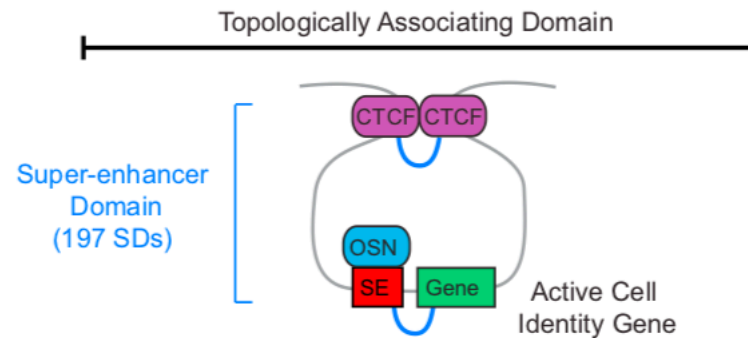 Topologically Associating Domain
CTCF CTCF
Super-enhancer
Domain
(197 SDs)
OSN
SE Gene
Active Cell
Identity Gene